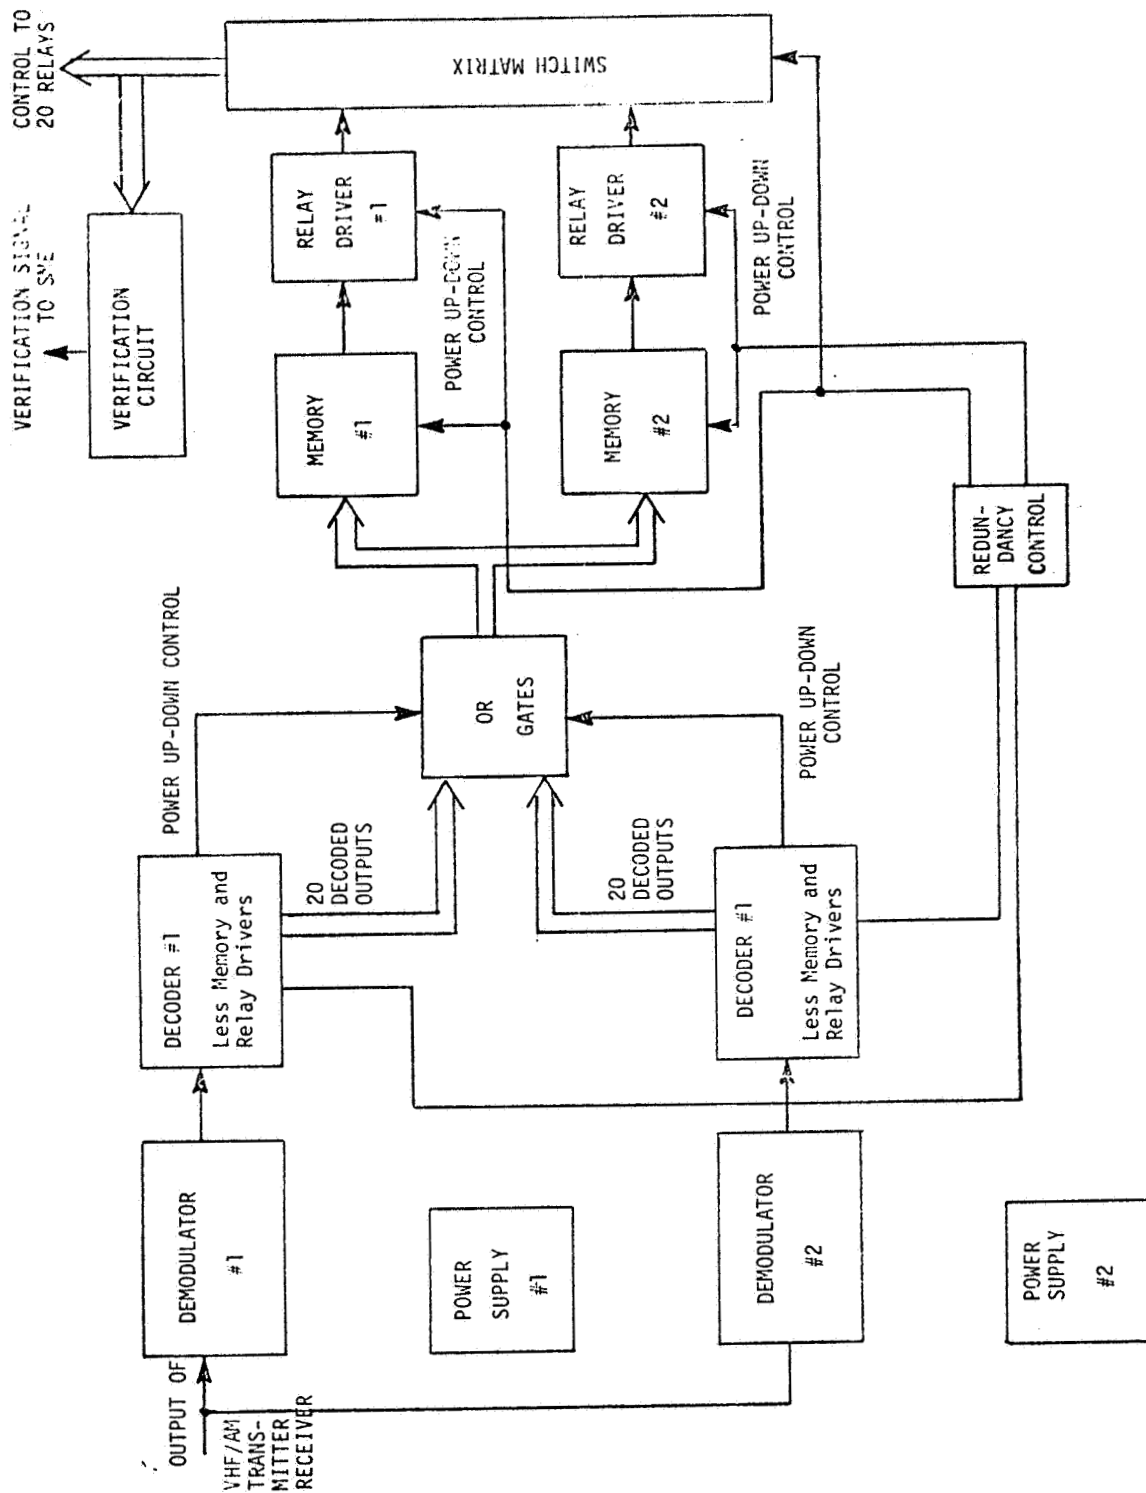 OUTPUT OF
VHF/AM
TRANS-
MITTER
RECEIVER
DEMODULATOR
#1
POWER
SUPPLY
#1
DEMODULATOR
#2
POWER
SUPPLY
#2
DECODER #1
Less Memory and
Relay Drivers
POWER UP-DOWN CONTROL
20
DECODED
OUTPUTS
DECODER #1
Less Memory and
Relay Drivers
20
DECODED
OUTPUTS
POWER UP-DOWN
CONTROL
OR
GATES
REDUN-
DANCY
CONTROL
MEMORY
#1
MEMORY
#2
POWER UP-DOWN
CONTROL
RELAY
DRIVER
#1
RELAY
DRIVER
#2
POWER UP-DOWN
CONTROL
SWITCH MATRIX
VERIFICATION
CIRCUIT
VERIFICATION SIGNAL
TO
CONTROL TO
20 RELAYS